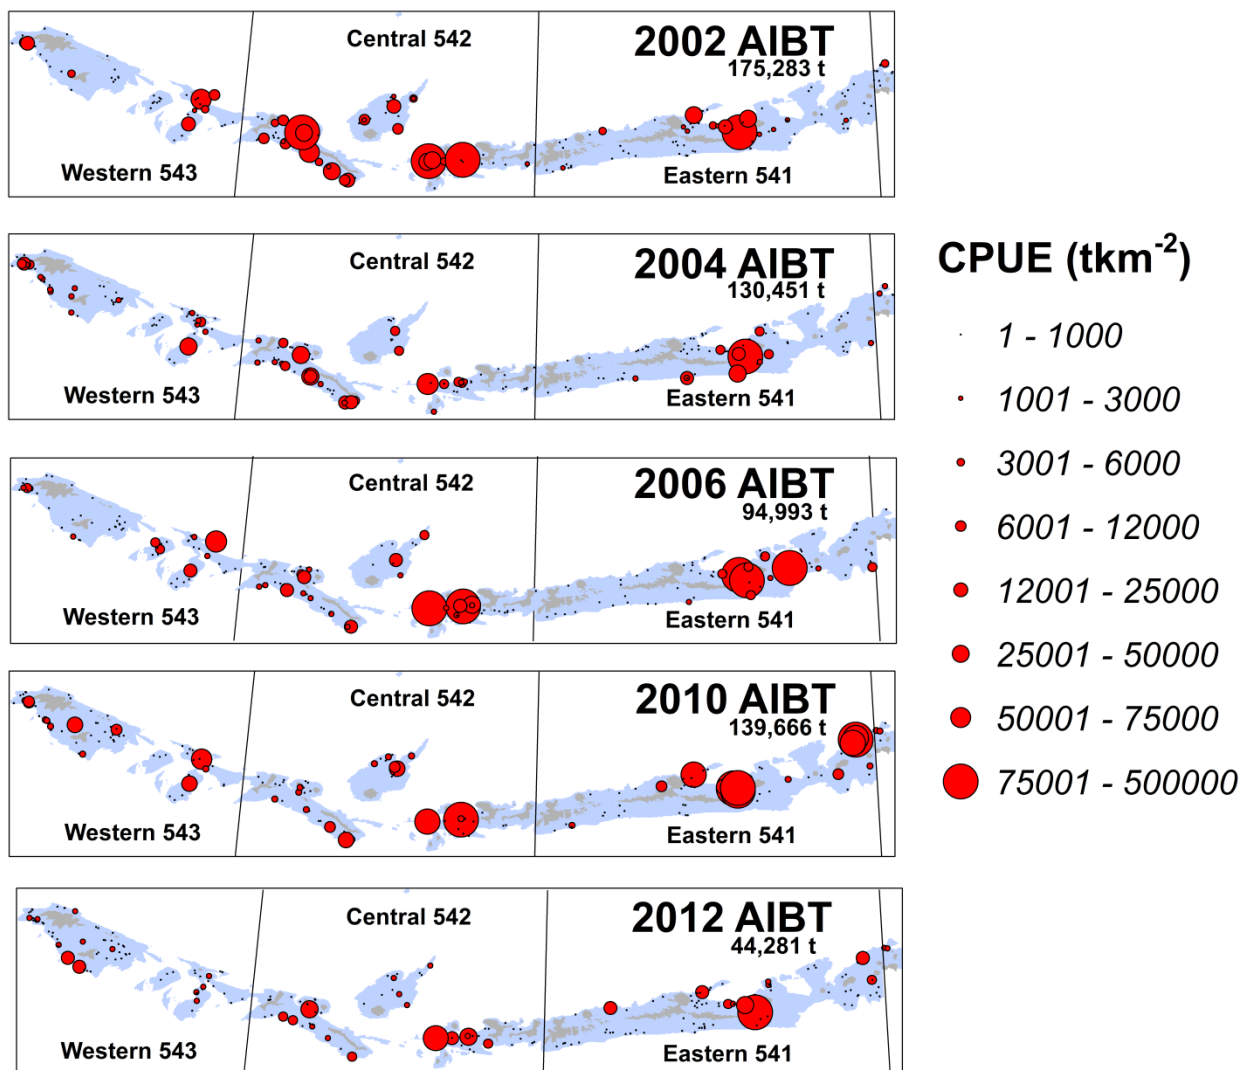 Central 542
2002 AIBT
175,283 t
Western 543
Eastern 541
Central 542
2004 AIBT
130,451 t
Western 543
Eastern 541
Central 542
2006 AIBT
94,993 t
Western 543
Eastern 541
Central 542
2010 AIBT
139,666 t
Western 543
Eastern 541
Central 542
2012 AIBT
44,281 t
Western 543
Eastern 541
CPUE (tkm⁻²)
1 - 1000
1001 - 3000
3001 - 6000
6001 - 12000
12001 - 25000
25001 - 50000
50001 - 75000
75001 - 500000